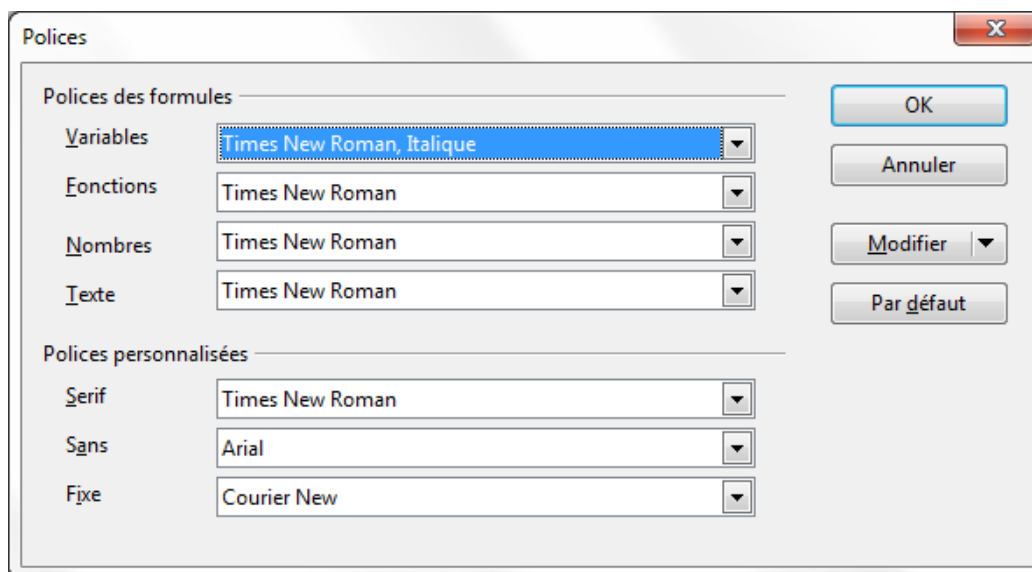 Polices
Polices des formules
Variables
Times New Roman, Italique
Fonctions
Times New Roman
Nombres
Times New Roman
Texte
Times New Roman
Polices personnalisées
Serif
Times New Roman
Sans
Arial
Fixe
Courier New
OK
Annuler
Modifier
Par défaut